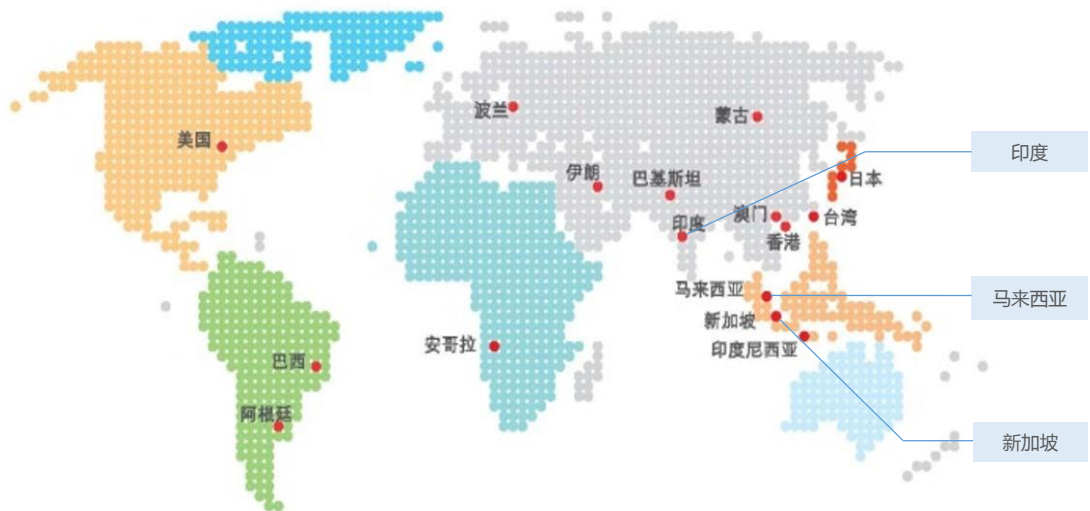 波兰
蒙古
美国
印度
伊朗
巴基斯坦
日本
澳门
台湾
印度
香港
马来西亚
马来西亚
新加坡
安哥拉
印度尼西亚
巴西
阿根廷
新加坡